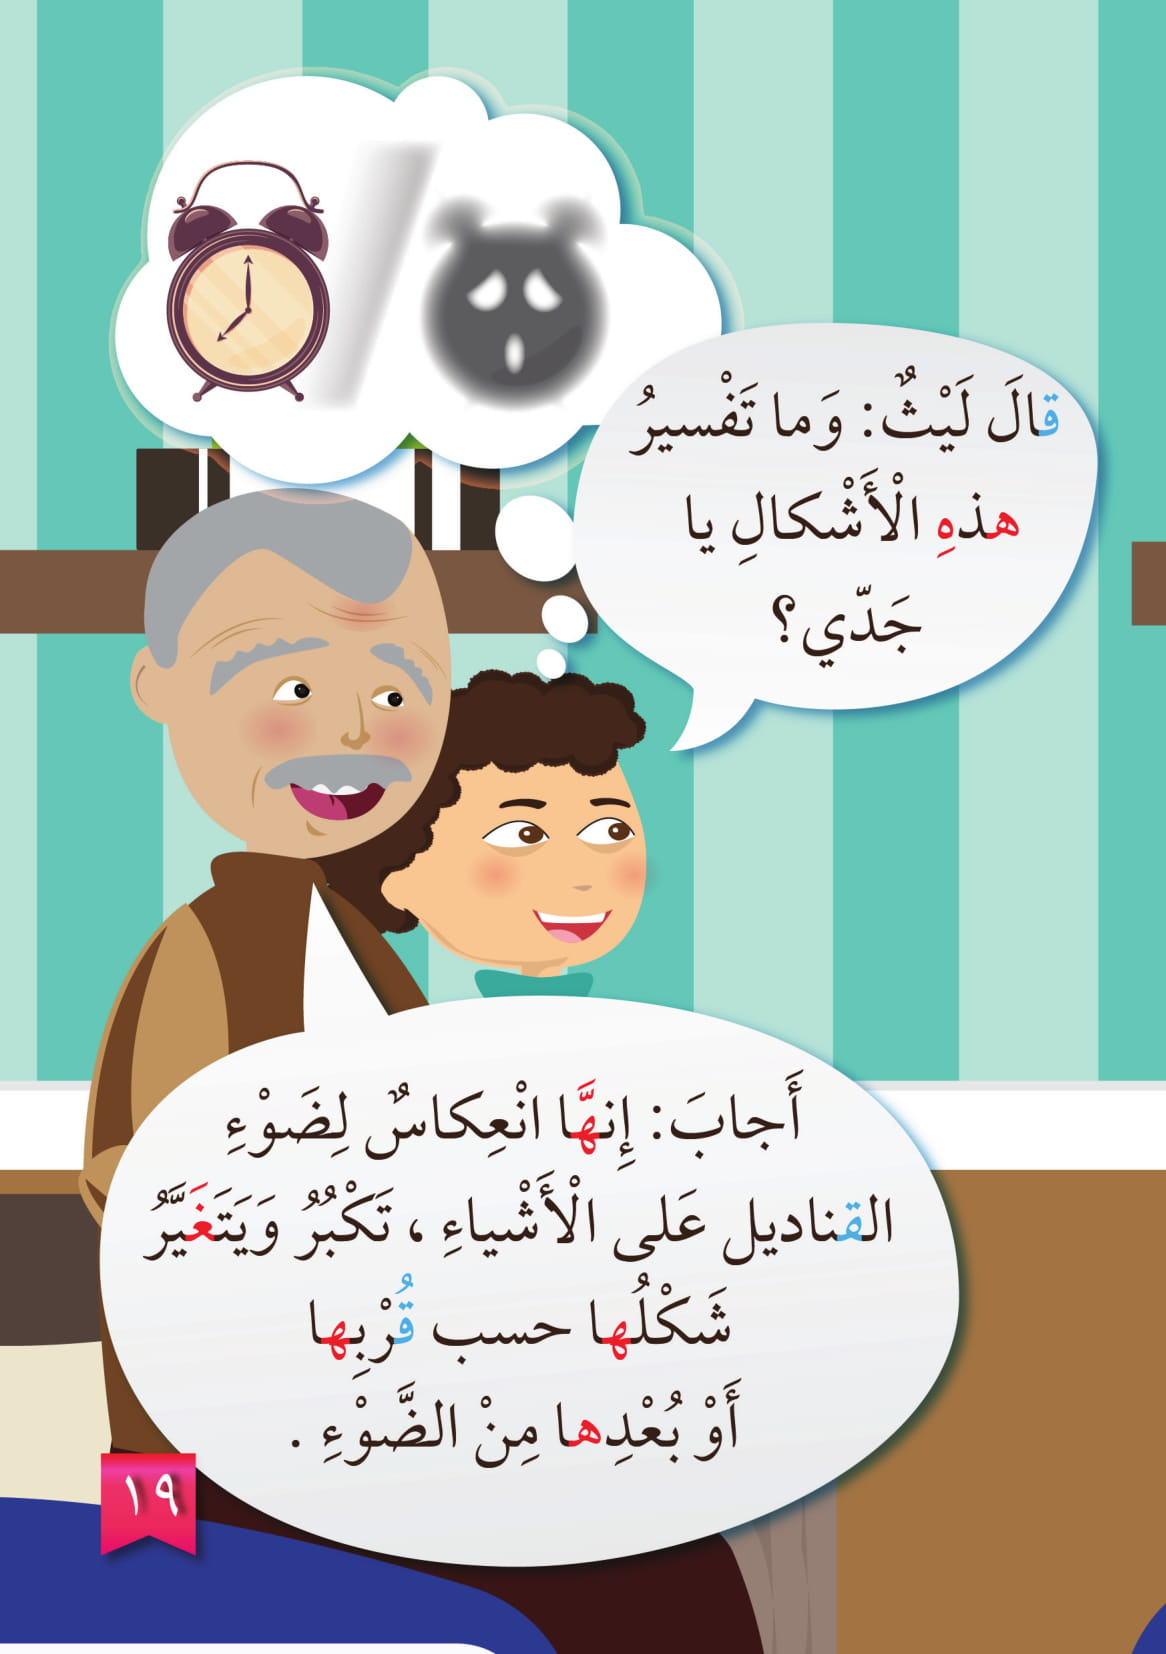 قالَ لَيْثٌ: وَما تَفْسيرُ
هذهِ الْأَشْكالِ يا
جَدّي؟
أَجابَ: إِنهَّا انْعِكاسٌ لِضَوْءِ
القناديل عَلى الْأَشْياءِ ، تَكْبُرُ وَيَتَغَيَّرُ
شَكْلُها حسب قُرْبِها
أَوْ بُعْدِها مِنْ الضَّوْءِ .
١٩